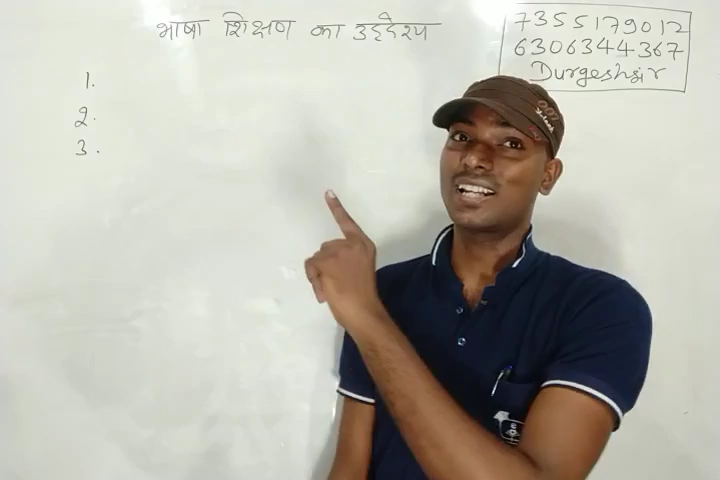 भाषा शिक्षण का उद्देश्य
7355179012
6306344367
Durgeshsir
1.
2.
3.